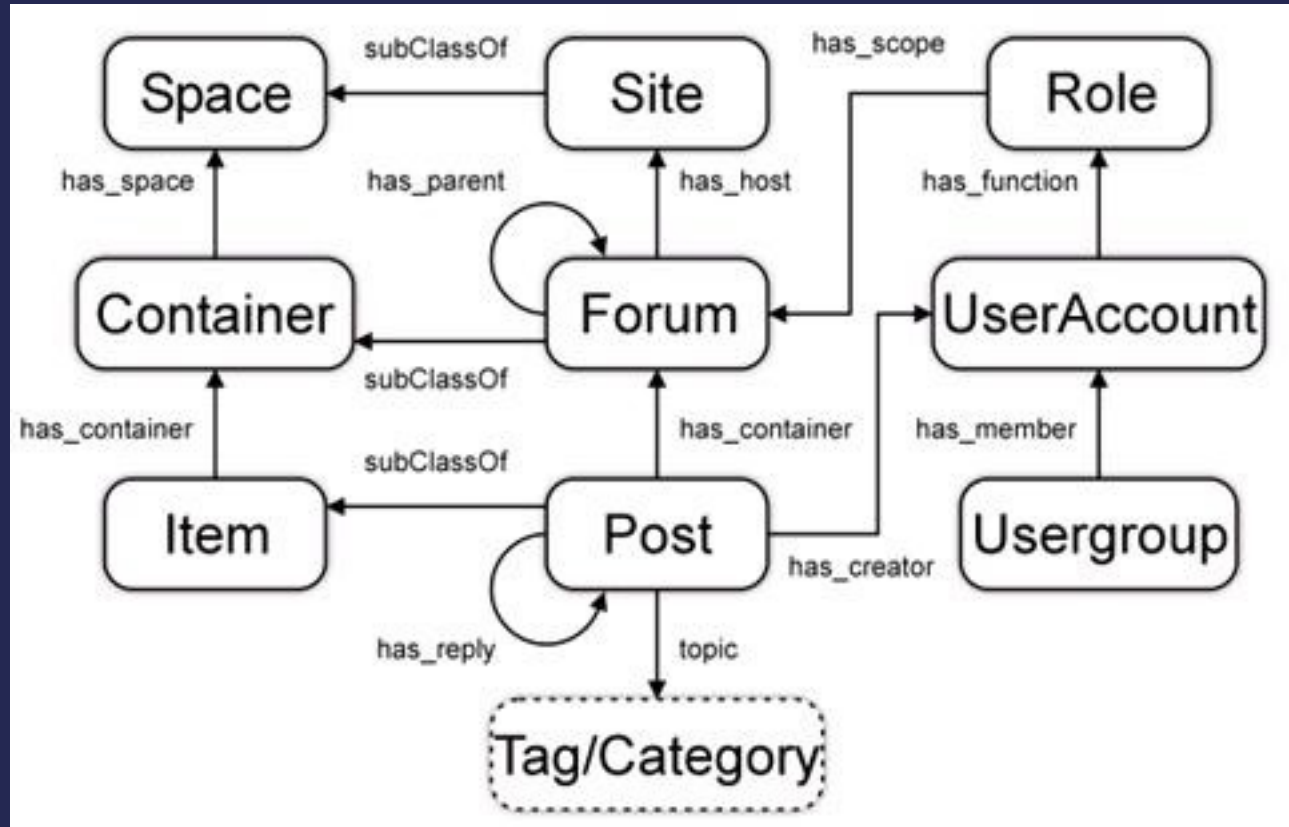 subClassOf
has_scope
Space
Site
Role
has_space
has_parent
has_host
has_function
Container
Forum
UserAccount
subClassOf
has_container
has_container
has_member
subClassOf
Item
Post
Usergroup
has_creator
has_reply
topic
Tag/Category